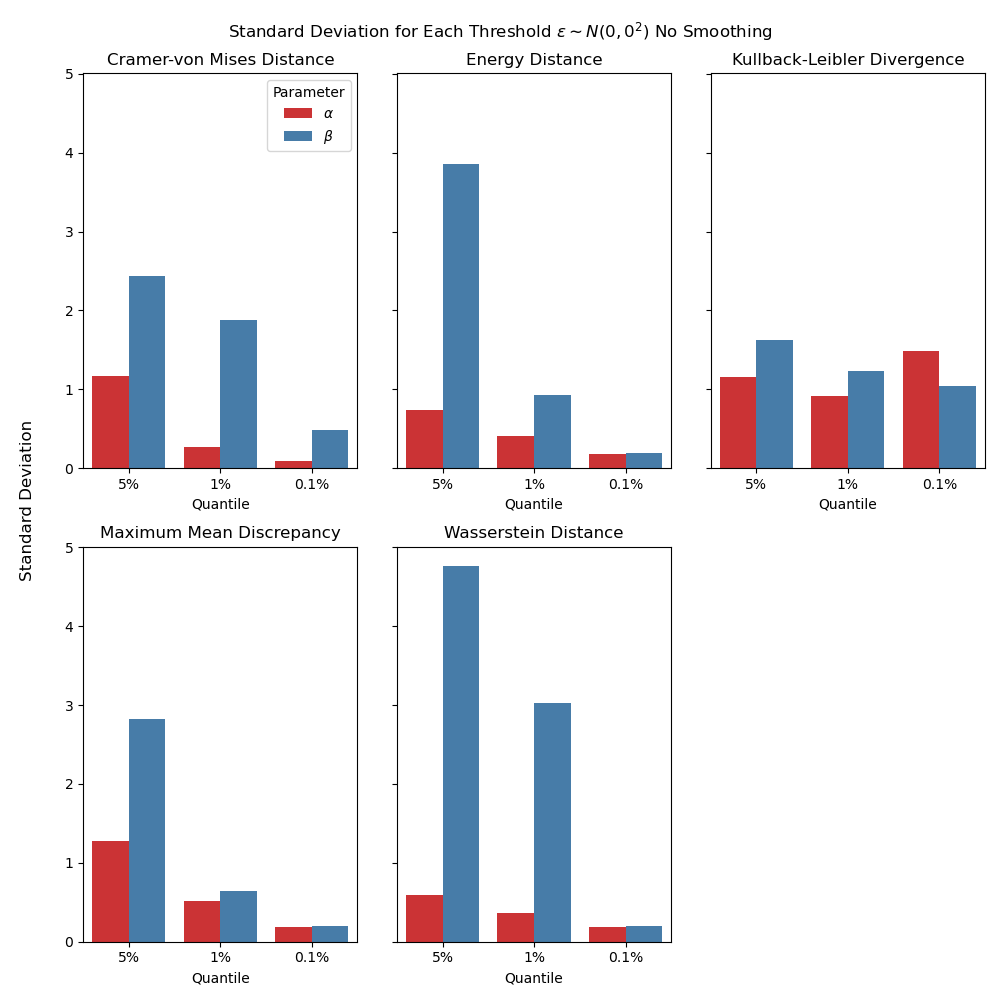 Standard Deviation for Each Threshold ε ~ N(0, 0²) No Smoothing
Cramer-von Mises Distance
5
4
3
2
1
0
Parameter
α
β
5% 1% 0.1%
Quantile
Energy Distance
5% 1% 0.1%
Quantile
Kullback-Leibler Divergence
5% 1% 0.1%
Quantile
Standard Deviation
Maximum Mean Discrepancy
5
4
3
2
1
0
5% 1% 0.1%
Quantile
Wasserstein Distance
5% 1% 0.1%
Quantile